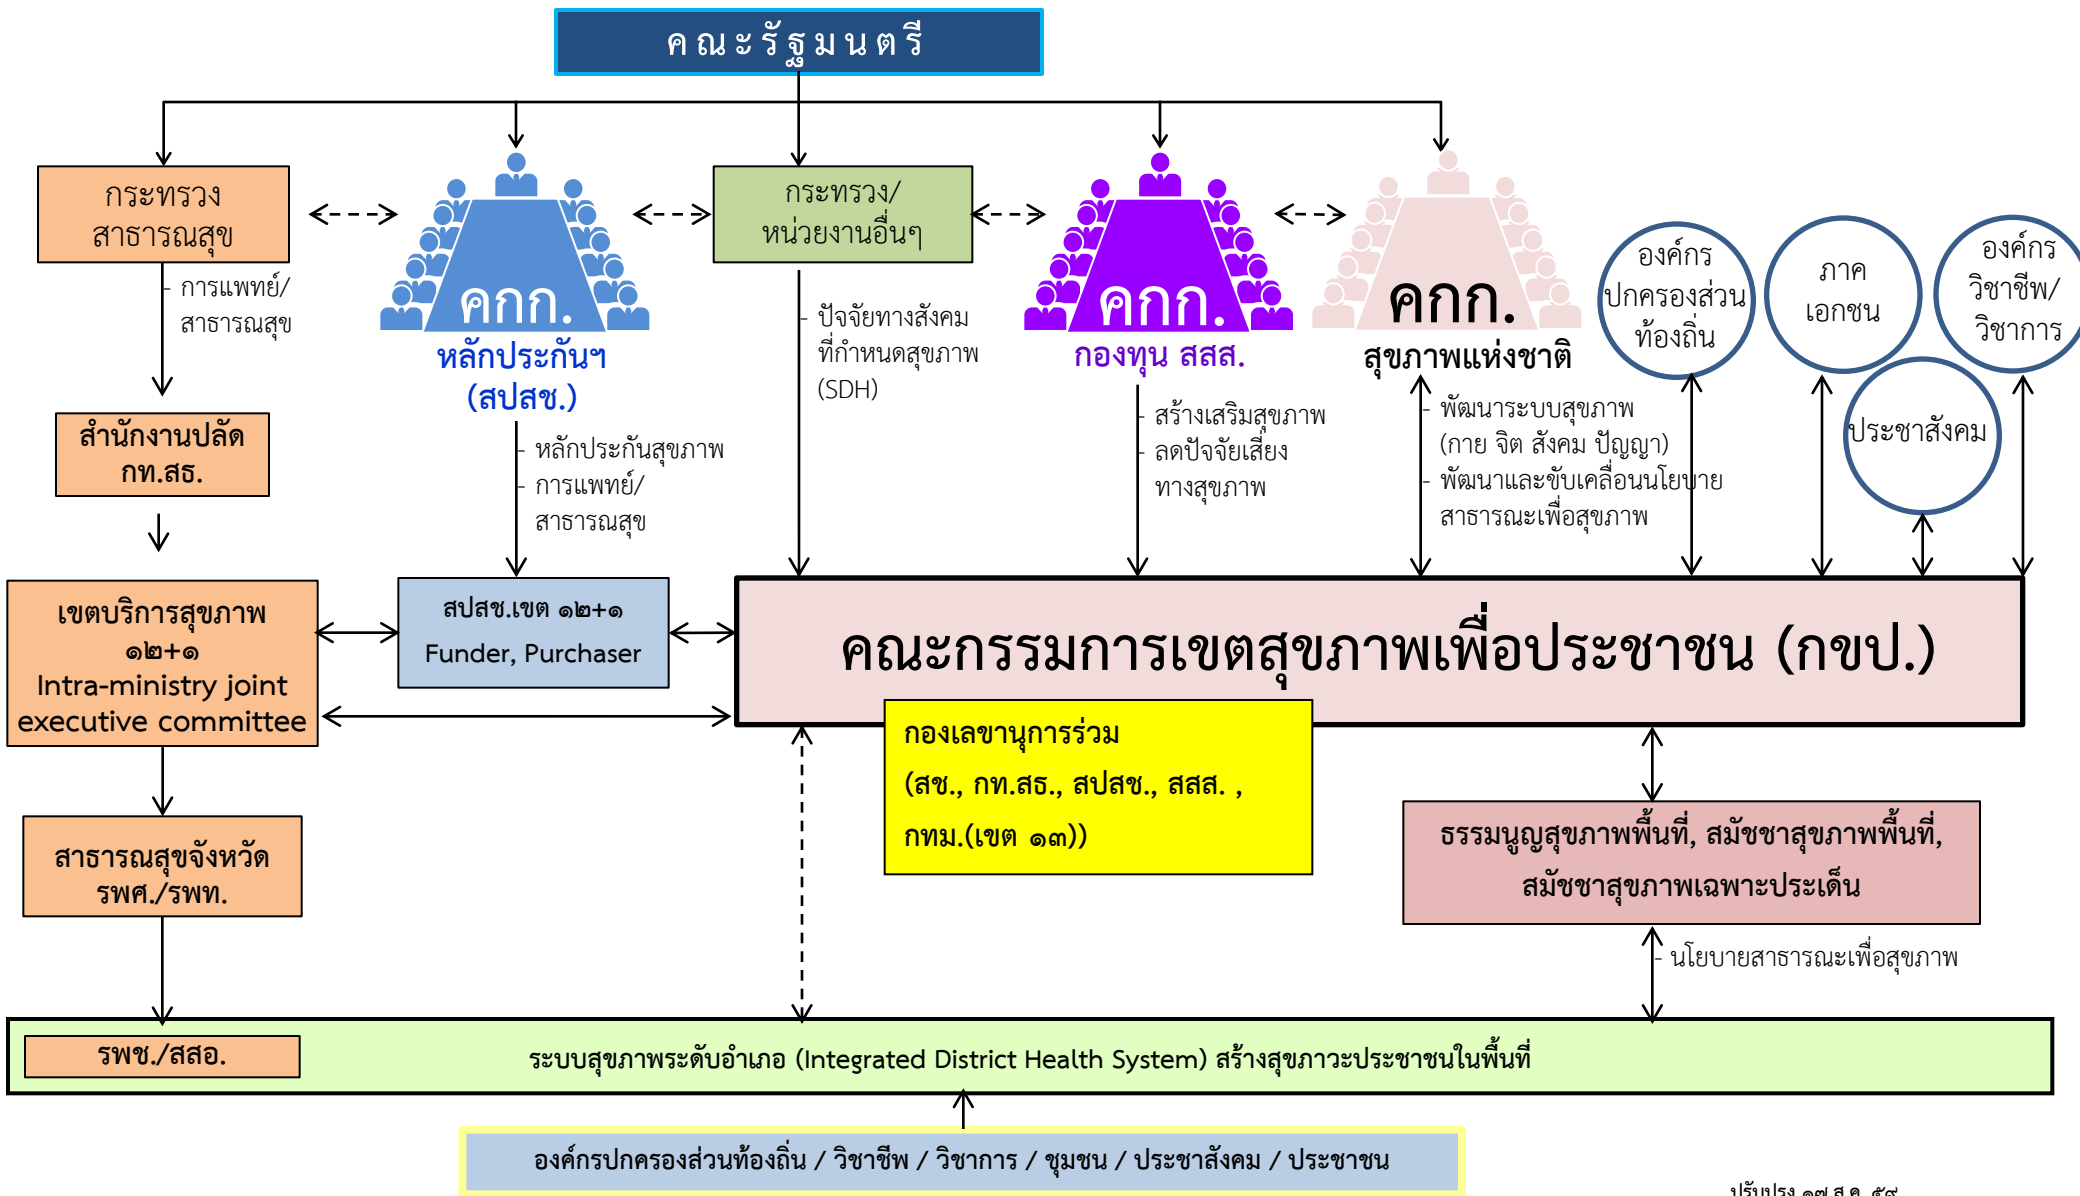 คณะรัฐมนตรี
กระทรวง
สาธารณสุข
- การแพทย์/
สาธารณสุข
คกก.
หลักประกันฯ
(สปสช.)
- หลักประกันสุขภาพ
- การแพทย์/
สาธารณสุข
กระทรวง/
หน่วยงานอื่นๆ
- ปัจจัยทางสังคม
ที่กำหนดสุขภาพ
(SDH)
คกก.
กองทุน สสส.
- สร้างเสริมสุขภาพ
- ลดปัจจัยเสี่ยง
ทางสุขภาพ
คกก.
สุขภาพแห่งชาติ
- พัฒนาระบบสุขภาพ
(กาย จิต สังคม ปัญญา)
- พัฒนาและขับเคลื่อนนโยบาย
สาธารณะเพื่อสุขภาพ
องค์กร
ปกครองส่วน
ท้องถิ่น
ภาค
เอกชน
องค์กร
วิชาชีพ/
วิชาการ
ประชาสังคม
สำนักงานปลัด
กท.สธ.
เขตบริการสุขภาพ
๑๒+๑
Intra-ministry joint
executive committee
สปสช.เขต ๑๒+๑
Funder, Purchaser
คณะกรรมการเขตสุขภาพเพื่อประชาชน (กขป.)
กองเลขานุการร่วม
(สช., กท.สธ., สปสช., สสส. ,
กทม.(เขต ๑๓))
สาธารณสุขจังหวัด
รพศ./รพท.
ธรรมนูญสุขภาพพื้นที่, สมัชชาสุขภาพพื้นที่,
สมัชชาสุขภาพเฉพาะประเด็น
- นโยบายสาธารณะเพื่อสุขภาพ
รพช./สสอ.
ระบบสุขภาพระดับอำเภอ (Integrated District Health System) สร้างสุขภาวะประชาชนในพื้นที่
องค์กรปกครองส่วนท้องถิ่น / วิชาชีพ / วิชาการ / ชุมชน / ประชาสังคม / ประชาชน
ปรับปรุง ๑๗ ส.ค. ๕๙